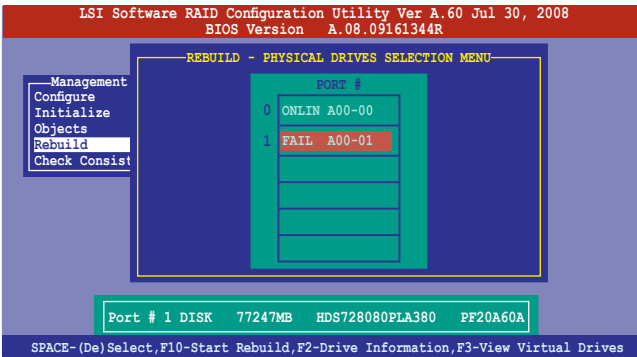 LSI Software RAID Configuration Utility Ver A.60 Jul 30, 2008
BIOS Version A.08.09161344R
REBUILD - PHYSICAL DRIVES SELECTION MENU
Management
Configure
Initialize
Objects
Rebuild
Check Consist
PORT #
0 ONLIN A00-00
1 FAIL A00-01
Port # 1 DISK 77247MB HDS728080PLA380 PF20A60A
SPACE-(De)Select,F10-Start Rebuild,F2-Drive Information,F3-View Virtual Drives